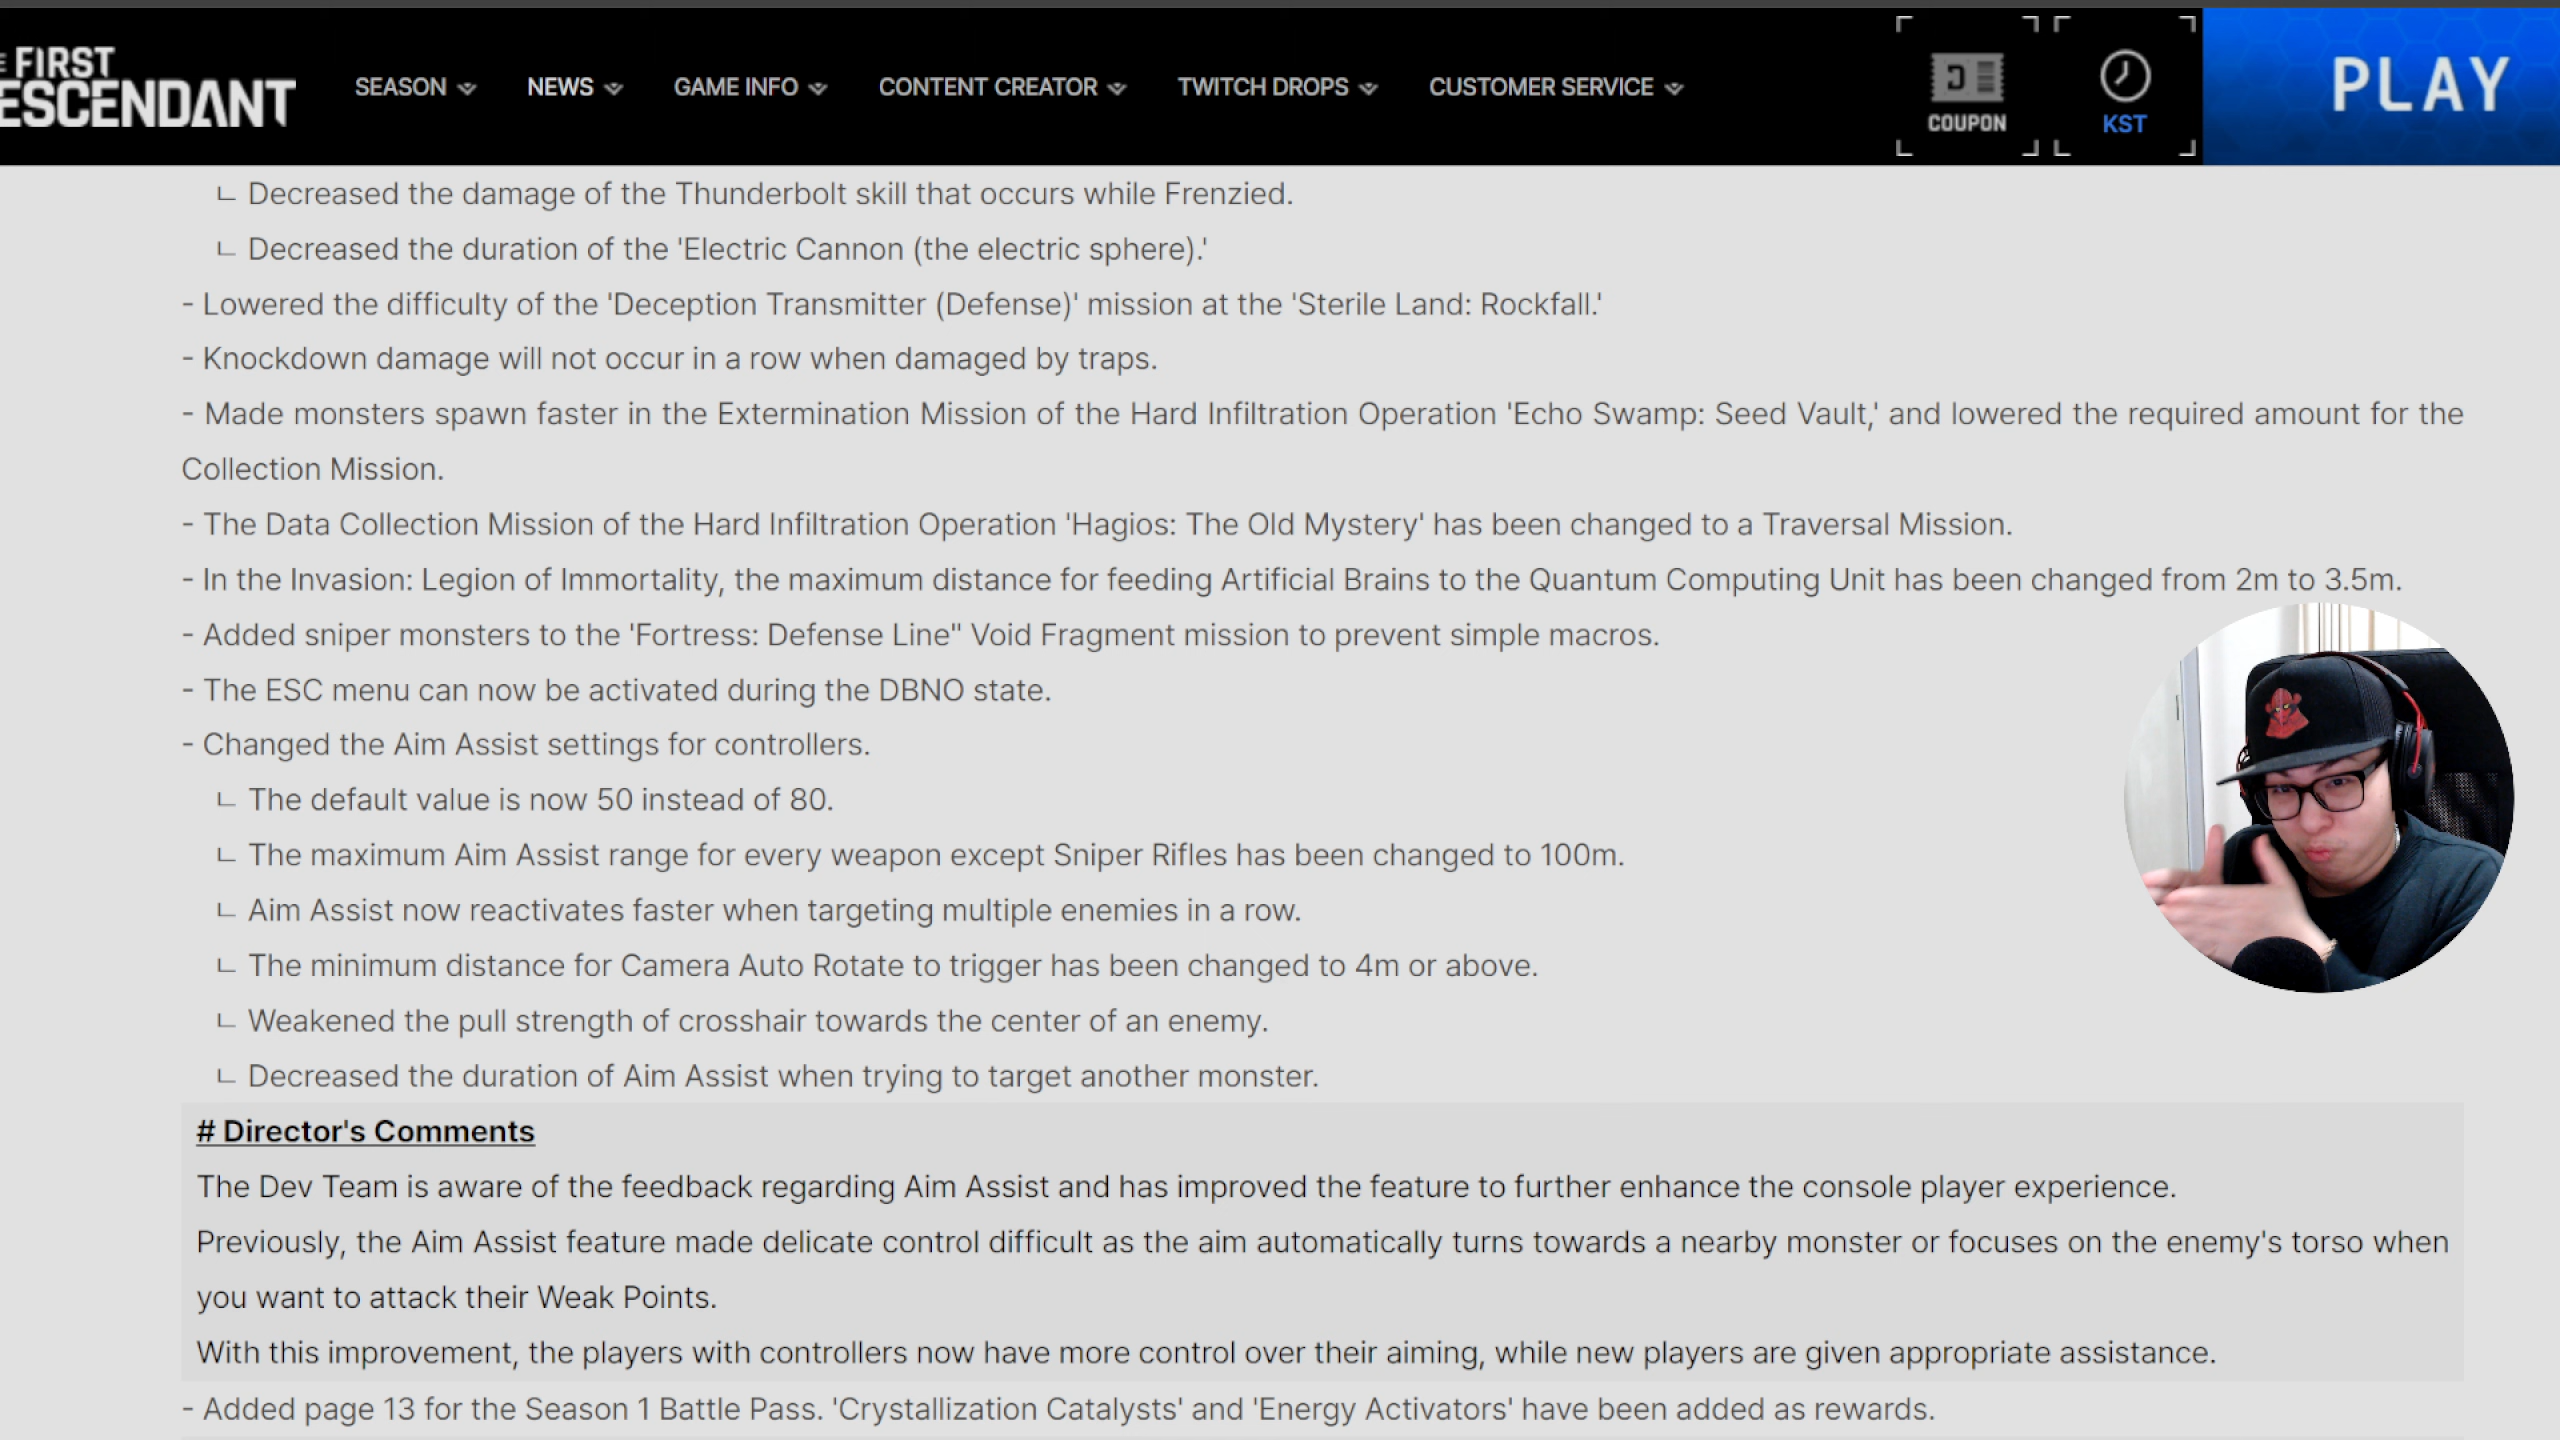 FIRST
ESCENDANT
SEASON
NEWS
GAME INFO
CONTENT CREATOR
TWITCH DROPS
CUSTOMER SERVICE
COUPON
KST
PLAY
ㄴ Decreased the damage of the Thunderbolt skill that occurs while Frenzied.
ㄴ Decreased the duration of the 'Electric Cannon (the electric sphere).'
- Lowered the difficulty of the 'Deception Transmitter (Defense)' mission at the 'Sterile Land: Rockfall.'
- Knockdown damage will not occur in a row when damaged by traps.
- Made monsters spawn faster in the Extermination Mission of the Hard Infiltration Operation 'Echo Swamp: Seed Vault,' and lowered the required amount for the
Collection Mission.
- The Data Collection Mission of the Hard Infiltration Operation 'Hagios: The Old Mystery' has been changed to a Traversal Mission.
- In the Invasion: Legion of Immortality, the maximum distance for feeding Artificial Brains to the Quantum Computing Unit has been changed from 2m to 3.5m.
- Added sniper monsters to the 'Fortress: Defense Line" Void Fragment mission to prevent simple macros.
- The ESC menu can now be activated during the DBNO state.
- Changed the Aim Assist settings for controllers.
ㄴ The default value is now 50 instead of 80.
ㄴ The maximum Aim Assist range for every weapon except Sniper Rifles has been changed to 100m.
ㄴ Aim Assist now reactivates faster when targeting multiple enemies in a row.
ㄴ The minimum distance for Camera Auto Rotate to trigger has been changed to 4m or above.
ㄴ Weakened the pull strength of crosshair towards the center of an enemy.
ㄴ Decreased the duration of Aim Assist when trying to target another monster.
# Director's Comments
The Dev Team is aware of the feedback regarding Aim Assist and has improved the feature to further enhance the console player experience.
Previously, the Aim Assist feature made delicate control difficult as the aim automatically turns towards a nearby monster or focuses on the enemy's torso when
you want to attack their Weak Points.
With this improvement, the players with controllers now have more control over their aiming, while new players are given appropriate assistance.
- Added page 13 for the Season 1 Battle Pass. 'Crystallization Catalysts' and 'Energy Activators' have been added as rewards.